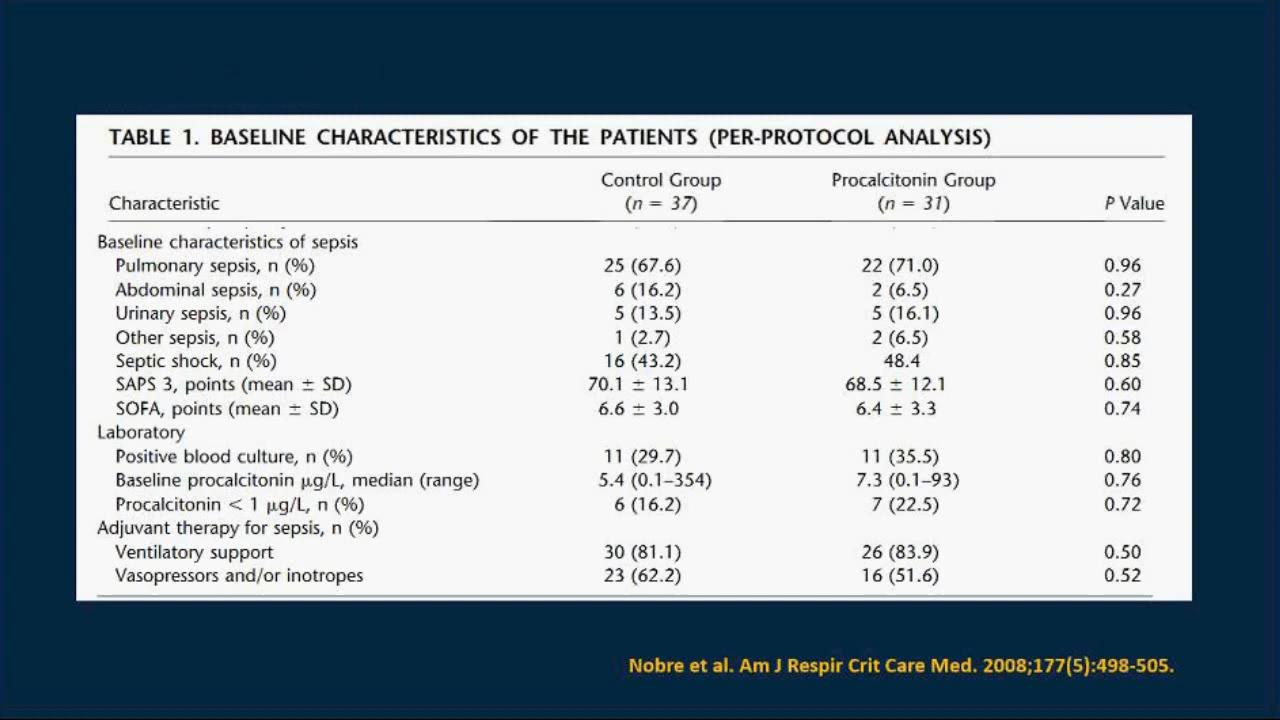 TABLE 1. BASELINE CHARACTERISTICS OF THE PATIENTS (PER-PROTOCOL ANALYSIS)
Control Group Procalcitonin Group
Characteristic (n = 37) (n = 31) P Value
Baseline characteristics of sepsis
Pulmonary sepsis, n (%) 25 (67.6) 22 (71.0) 0.96
Abdominal sepsis, n (%) 6 (16.2) 2 (6.5) 0.27
Urinary sepsis, n (%) 5 (13.5) 5 (16.1) 0.96
Other sepsis, n (%) 1 (2.7) 2 (6.5) 0.58
Septic shock, n (%) 16 (43.2) 48.4 0.85
SAPS 3, points (mean ± SD) 70.1 ± 13.1 68.5 ± 12.1 0.60
SOFA, points (mean ± SD) 6.6 ± 3.0 6.4 ± 3.3 0.74
Laboratory
Positive blood culture, n (%) 11 (29.7) 11 (35.5) 0.80
Baseline procalcitonin μg/L, median (range) 5.4 (0.1–354) 7.3 (0.1–93) 0.76
Procalcitonin < 1 μg/L, n (%) 6 (16.2) 7 (22.5) 0.72
Adjuvant therapy for sepsis, n (%)
Ventilatory support 30 (81.1) 26 (83.9) 0.50
Vasopressors and/or inotropes 23 (62.2) 16 (51.6) 0.52
Nobre et al. Am J Respir Crit Care Med. 2008;177(5):498-505.